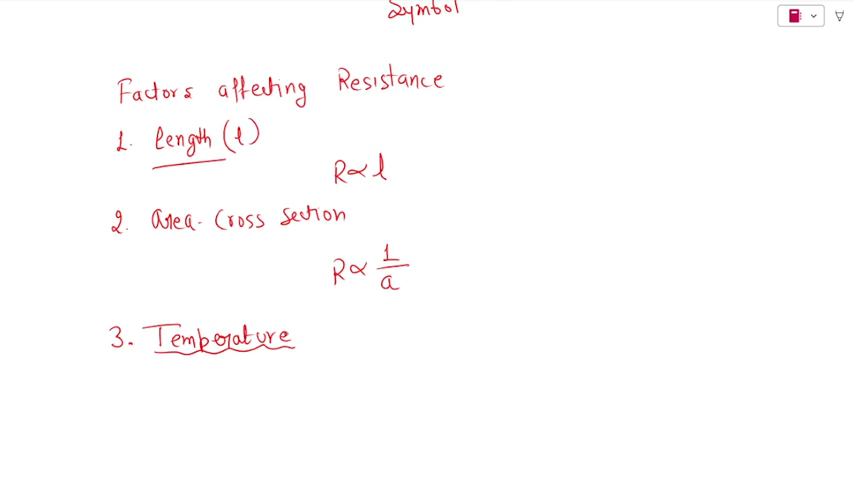 Symbol
Factors affecting Resistance
1. length (l)
R ∝ l
2. area - Cross section
R ∝ 1/a
3. Temperature